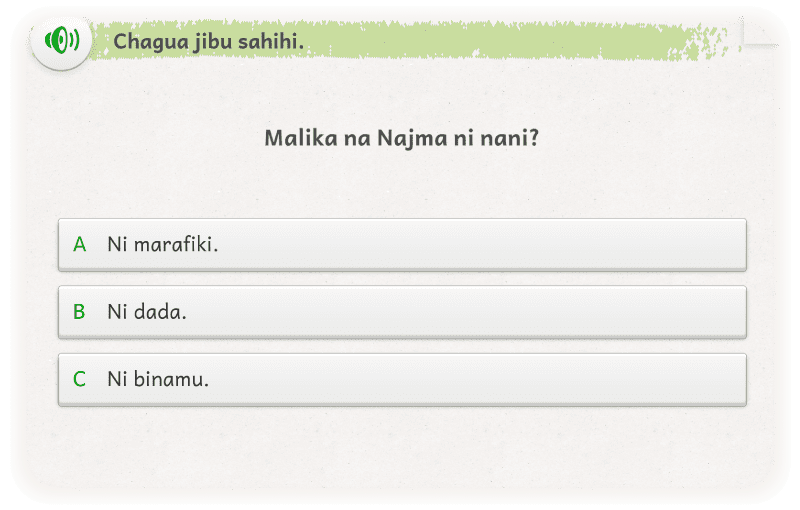 Chagua jibu sahihi.
Malika na Najma ni nani?
A Ni marafiki.
B Ni dada.
C Ni binamu.